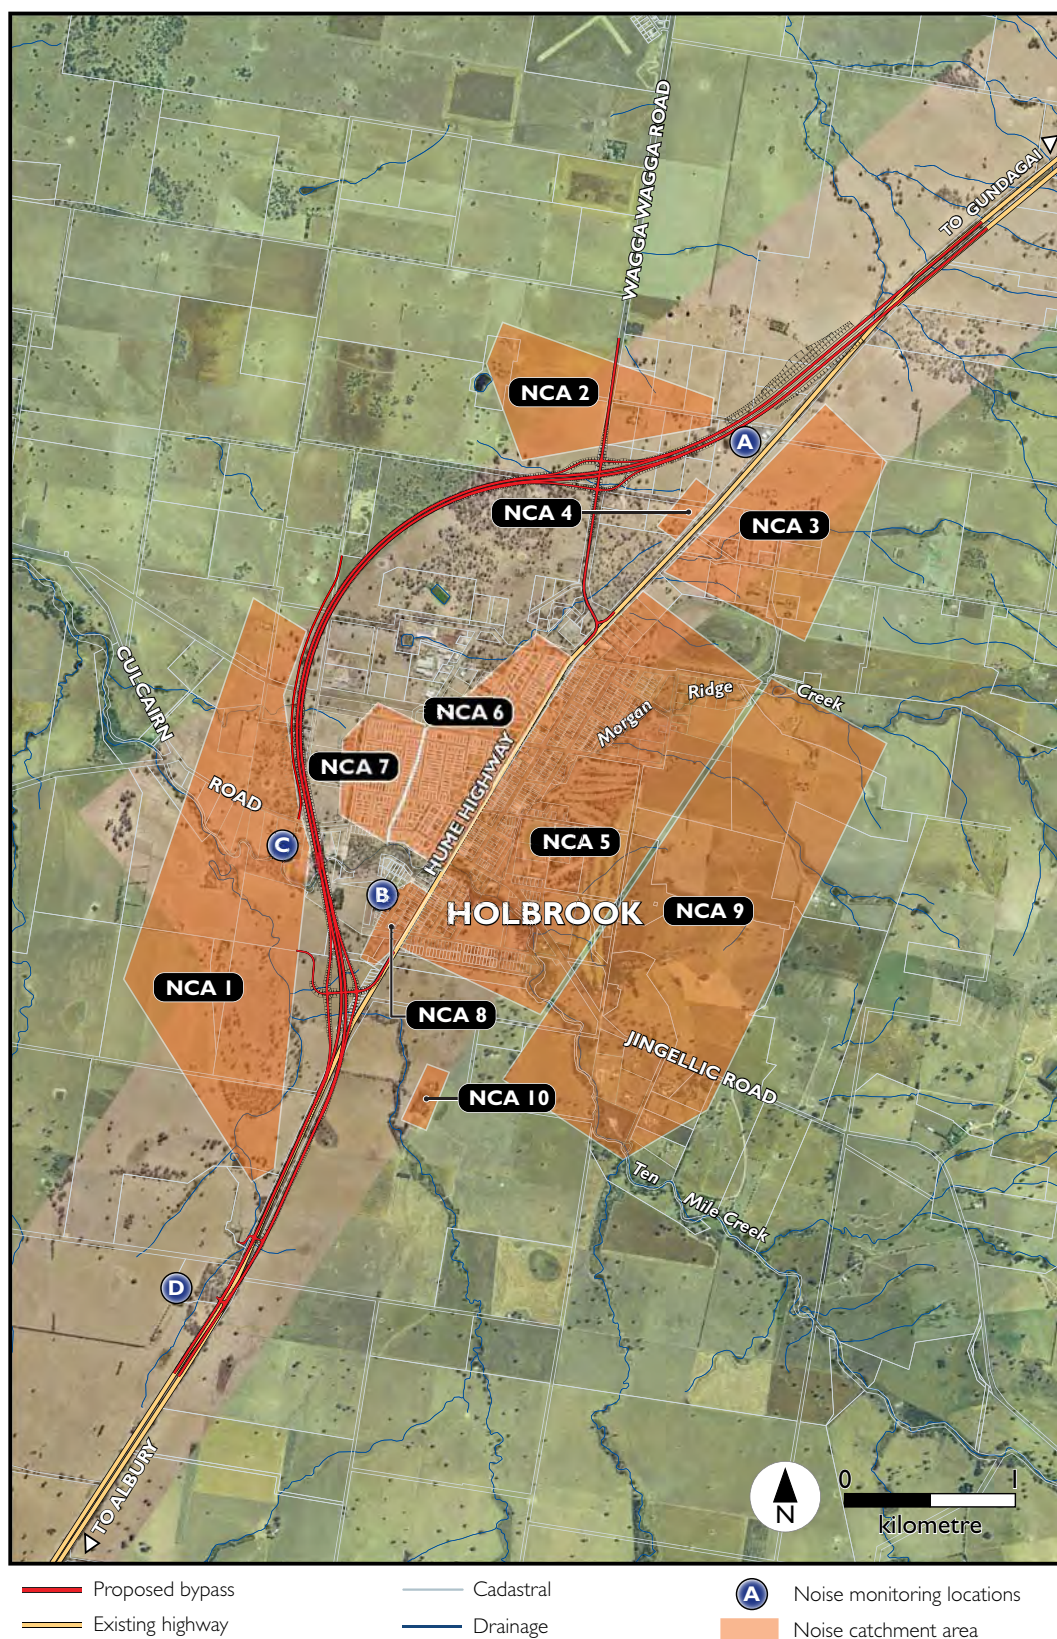 WAGGA WAGGA ROAD
TO GUNDAGAI
NCA 2
A
NCA 4
NCA 3
CULCAIRN
ROAD
Morgan
Ridge
Creek
NCA 6
HUME HIGHWAY
NCA 7
C
NCA 5
B
HOLBROOK
NCA 9
NCA 1
NCA 8
JINGELLIC ROAD
NCA 10
Ten
Mile Creek
D
TO ALBURY
N
0 1
kilometre
Proposed bypass
Existing highway
Cadastral
Drainage
A
Noise monitoring locations
Noise catchment area